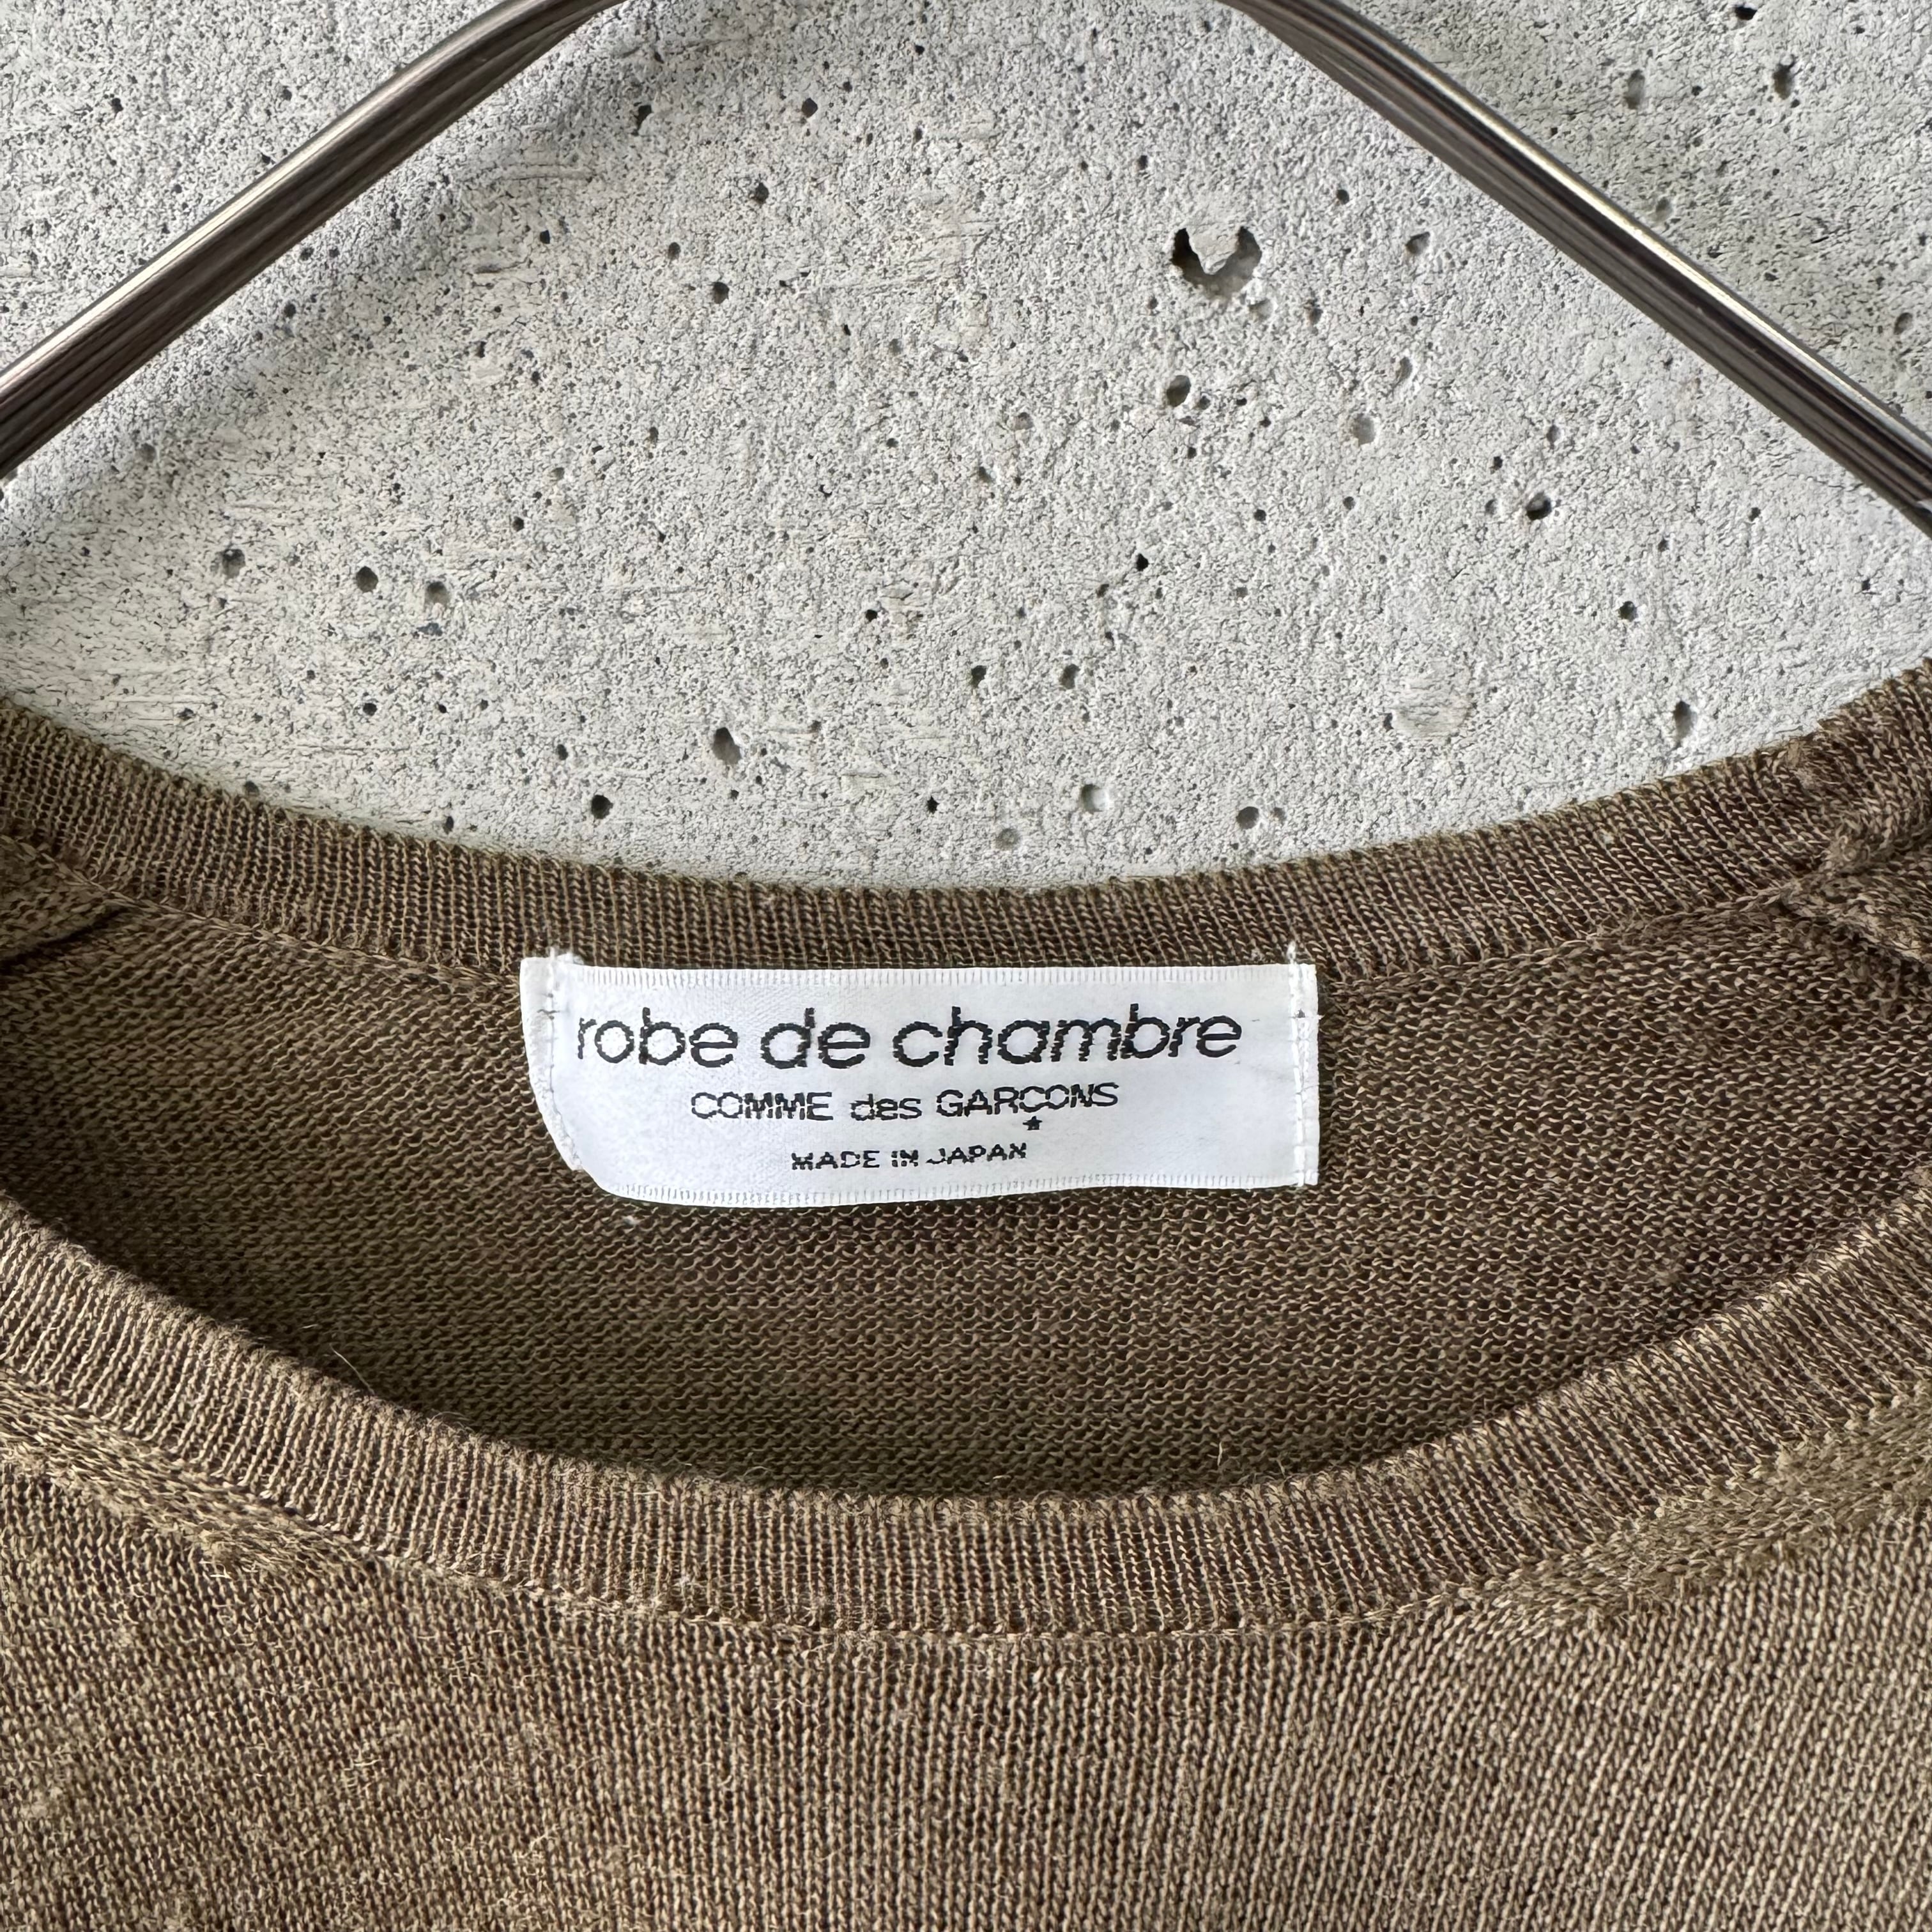 robe de chambre
COMME des GARÇONS
MADE IN JAPAN